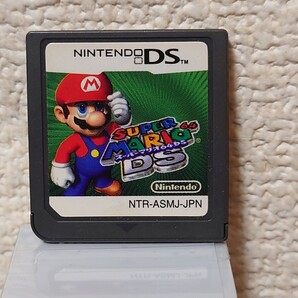 NINTENDO DS™
SUPER
MARIO 64
スーパーマリオ64DS
DS
Nintendo
NTR-ASMJ-JPN